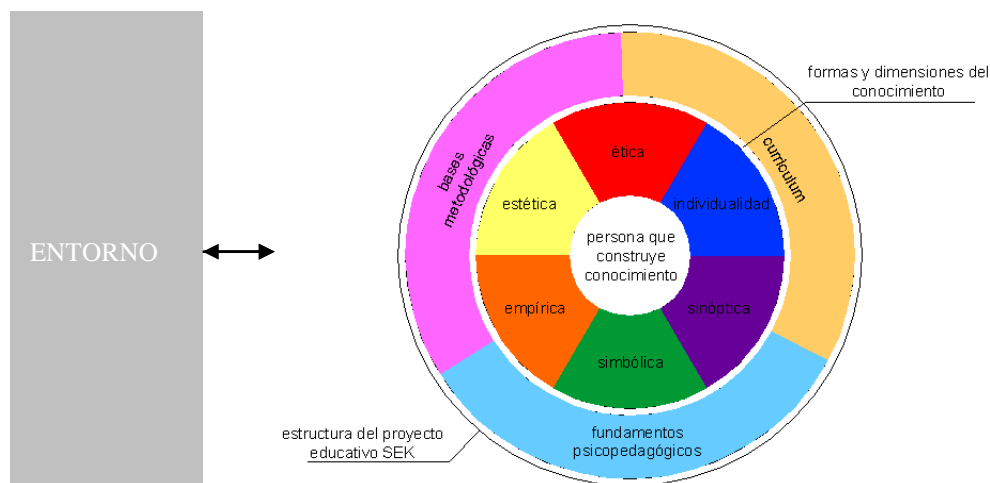 formas y dimensiones del
conocimiento
bases
metodológicas
curriculum
ética
estética
individualidad
ENTORNO
persona que
construye
conocimiento
empírica
sinóptica
simbólica
estructura del proyecto
educativo SEK
fundamentos
psicopedagógicos